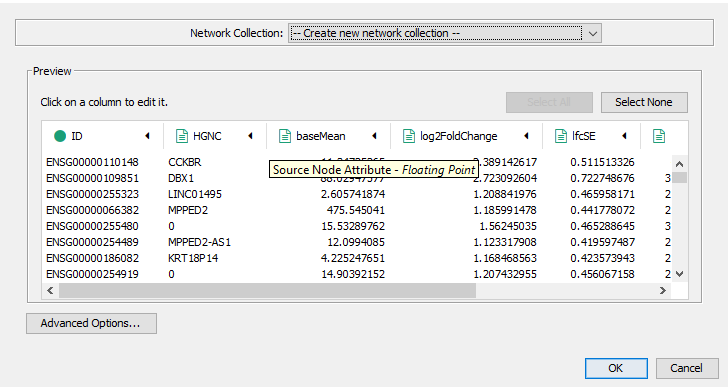 Network Collection: -- Create new network collection --
Preview
Click on a column to edit it. Select All Select None
ID HGNC baseMean log2FoldChange lfcSE
ENSG00000110148 CCKBR .389142617 0.511513326
ENSG00000109851 DBX1 2.723092604 0.722748676 3
Source Node Attribute - Floating Point
ENSG00000255323 LINC01495 2.605741874 1.208841976 0.465958171 2
ENSG00000066382 MPPED2 475.545041 1.185991478 0.441778072 2
ENSG00000255480 0 15.53289762 1.56245035 0.465288645 3
ENSG00000254489 MPPED2-AS1 12.0994085 1.123317908 0.419597487 2
ENSG00000186082 KRT18P14 4.225247651 1.168468563 0.423573943 2
ENSG00000254919 0 14.90392152 1.207432955 0.456067158 2
Advanced Options...
OK Cancel